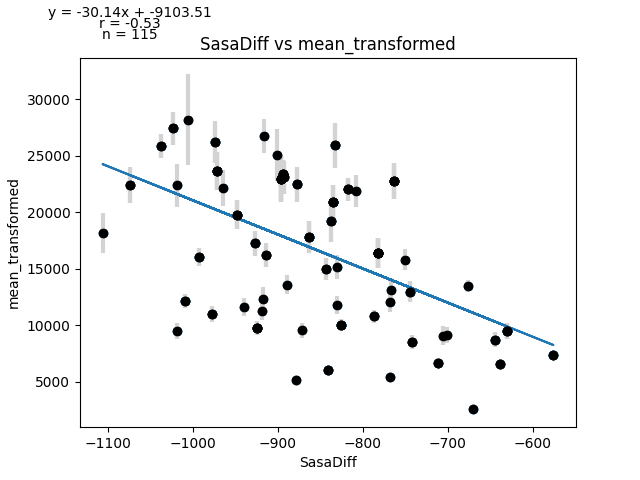 y = -30.14x + -9103.51
r = -0.53
n = 115
SasaDiff vs mean_transformed
30000
25000
20000
15000
10000
5000
mean_transformed
−1100 −1000 −900 −800 −700 −600
SasaDiff